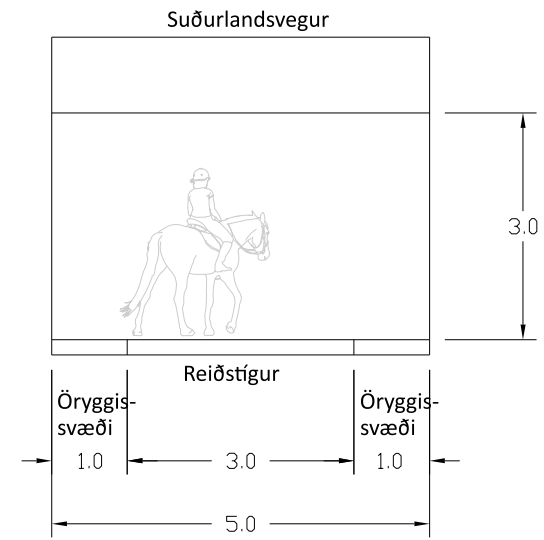 Suðurlandsvegur
3.0
Reiðstígur
Öryggis-
svæði
Öryggis-
svæði
1.0
3.0
1.0
5.0